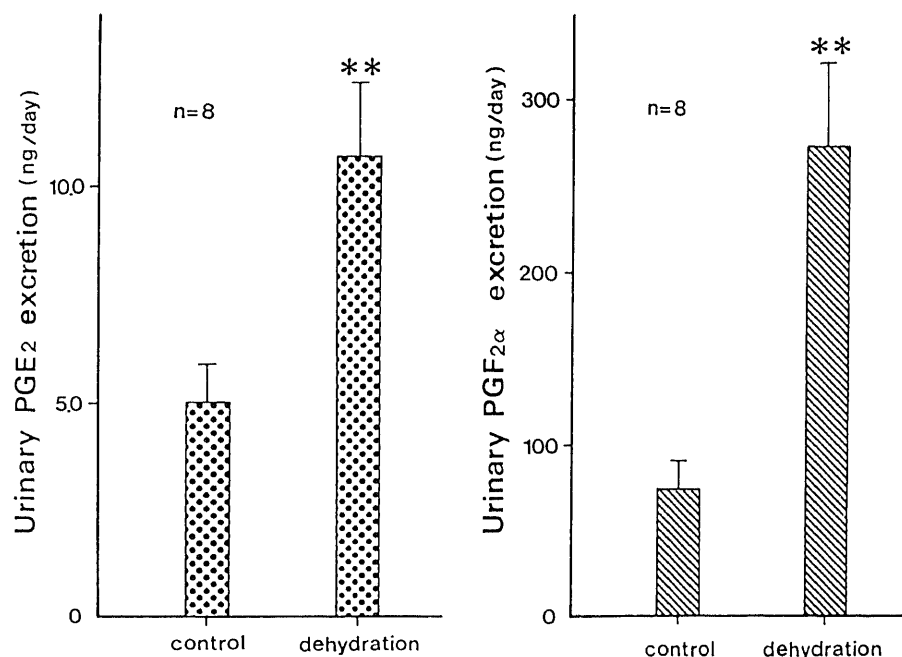 Urinary PGE2 excretion (ng/day)
10.0
5.0
0
n=8
**
control
dehydration
Urinary PGF2α excretion (ng/day)
300
200
100
0
n=8
**
control
dehydration